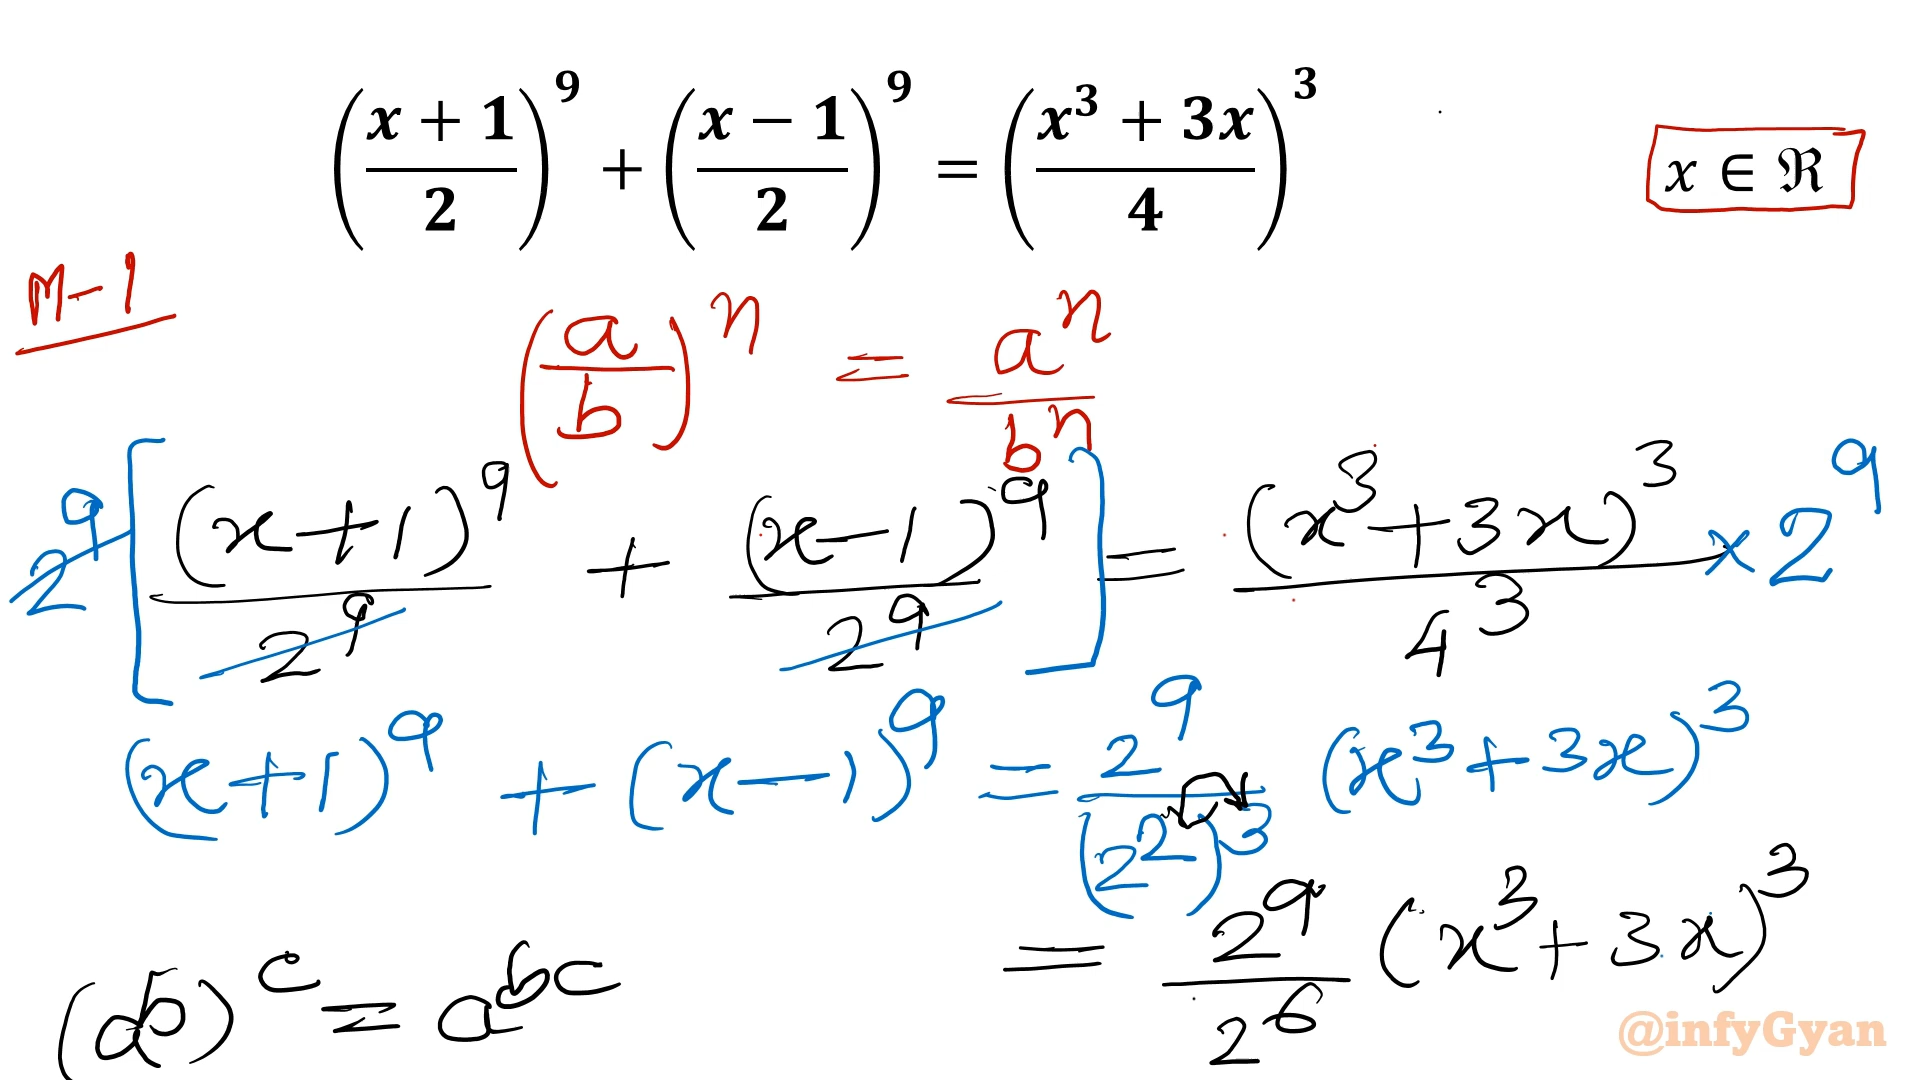 ((x + 1)/2)^9 + ((x − 1)/2)^9 = ((x^3 + 3x)/4)^3
x ∈ ℜ
M-1
(a/b)^n = a^n/b^n
2^9 [(x+1)^9/2^9 + (x-1)^9/2^9] = (x^3+3x)^3/4^3 × 2^9
(x+1)^9 + (x-1)^9 = 2^9/(2^2)^3 (x^3+3x)^3
= 2^9/2^6 (x^3+3x)^3
(a^b)^c = a^bc
@infyGyan